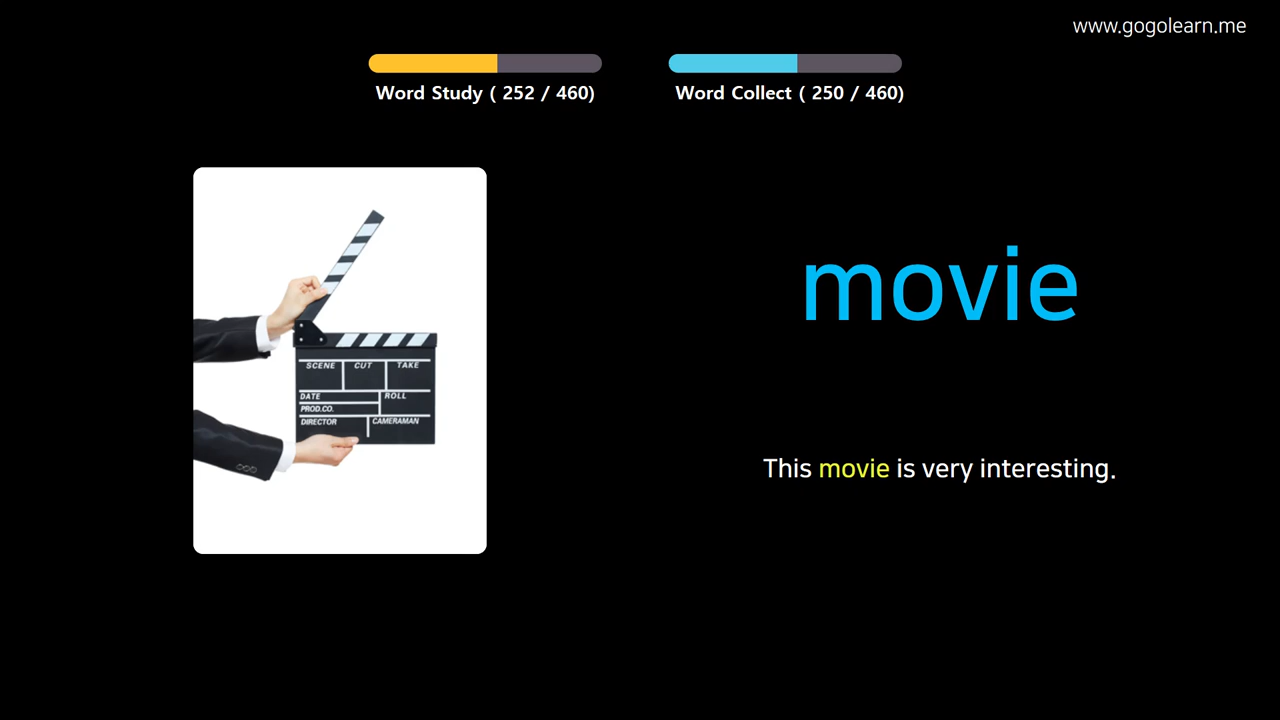 www.gogolearn.me
Word Study ( 252 / 460)
Word Collect ( 250 / 460)
SCENE CUT TAKE
DATE ROLL
PROD.CO.
DIRECTOR CAMERAMAN
movie
This movie is very interesting.